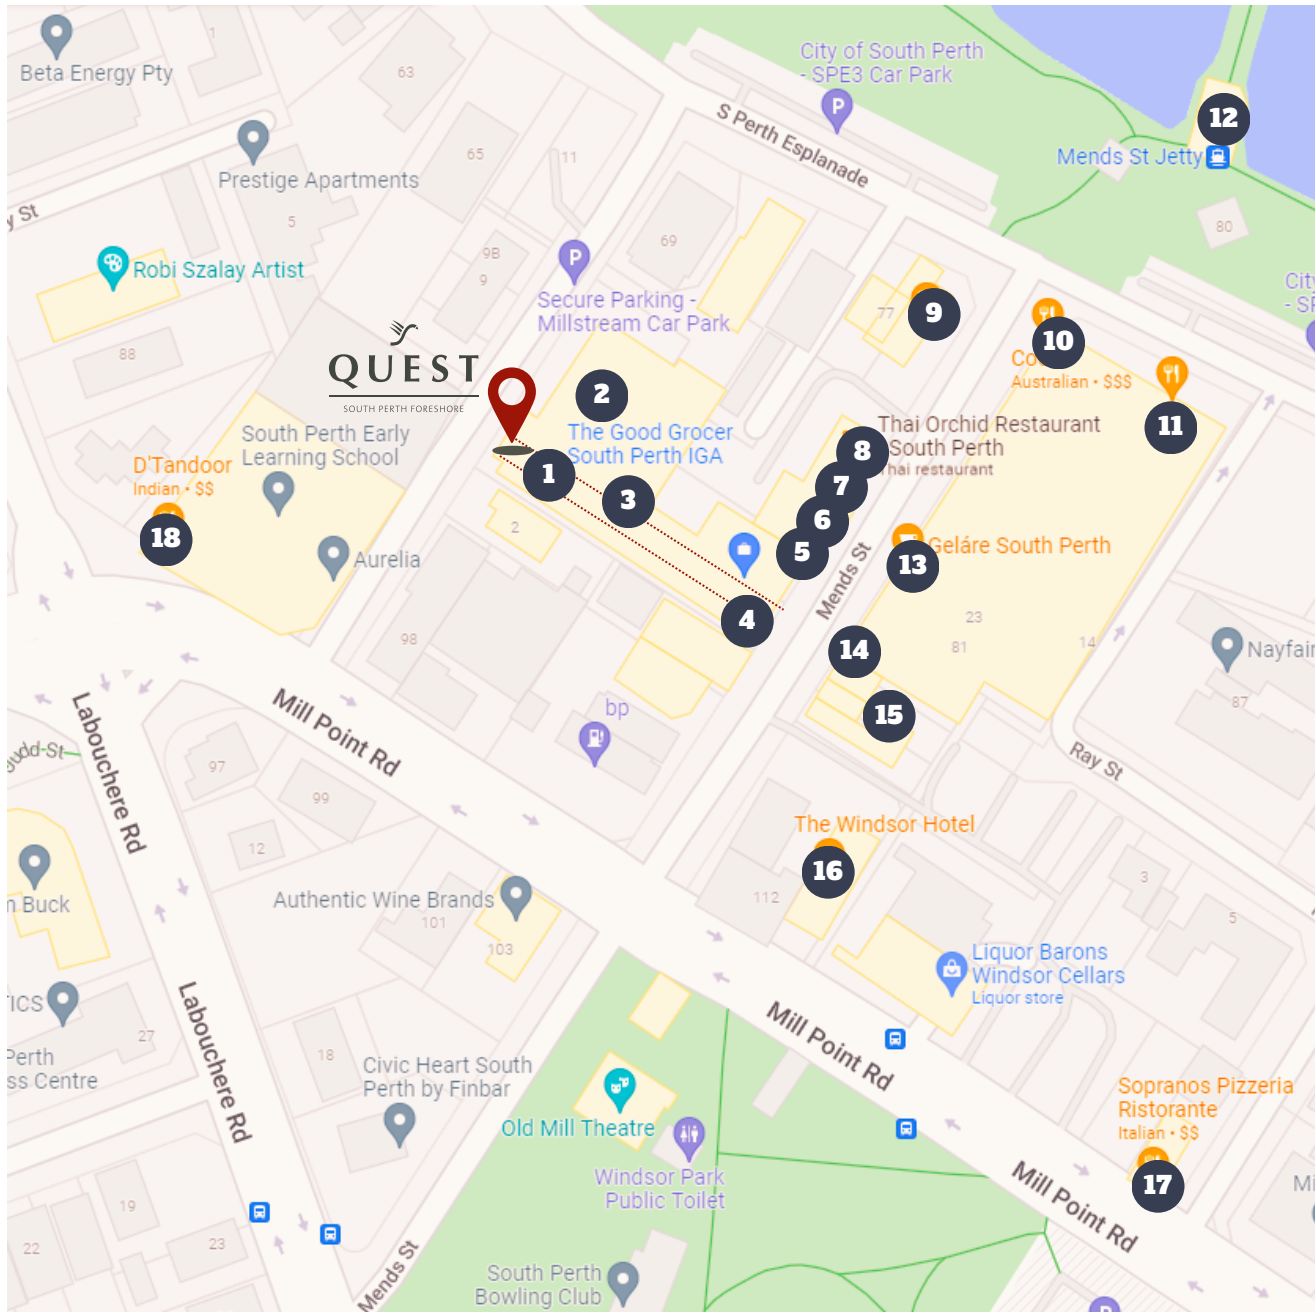 Beta Energy Pty
1
63
City of South Perth
- SPE3 Car Park
P
12
S Perth Esplanade
Mends St Jetty
65
11
Prestige Apartments
y St
5
80
69
9B
9
Robi Szalay Artist
P
Secure Parking -
Millstream Car Park
City
77
9
10
Co
Australian • $$$
11
88
QUEST
SOUTH PERTH FORESHORE
2
The Good Grocer
South Perth IGA
Thai Orchid Restaurant
South Perth
Thai restaurant
8
7
6
5
1
3
South Perth Early
Learning School
D'Tandoor
Indian • $$
18
2
Aurelia
Geláre South Perth
13
Mends St
4
14
23
81
14
98
15
Nayfair
87
bp
Mill Point Rd
Labouchere Rd
Judd St
97
99
12
Ray St
The Windsor Hotel
16
112
3
5
Buck
Authentic Wine Brands
101
103
Liquor Barons
Windsor Cellars
Liquor store
Mill Point Rd
Labouchere Rd
27
18
Perth
ss Centre
Civic Heart South
Perth by Finbar
Old Mill Theatre
Windsor Park
Public Toilet
Sopranos Pizzeria
Ristorante
Italian • $$
17
Mill Point Rd
19
22
23
Mends St
South Perth
Bowling Club